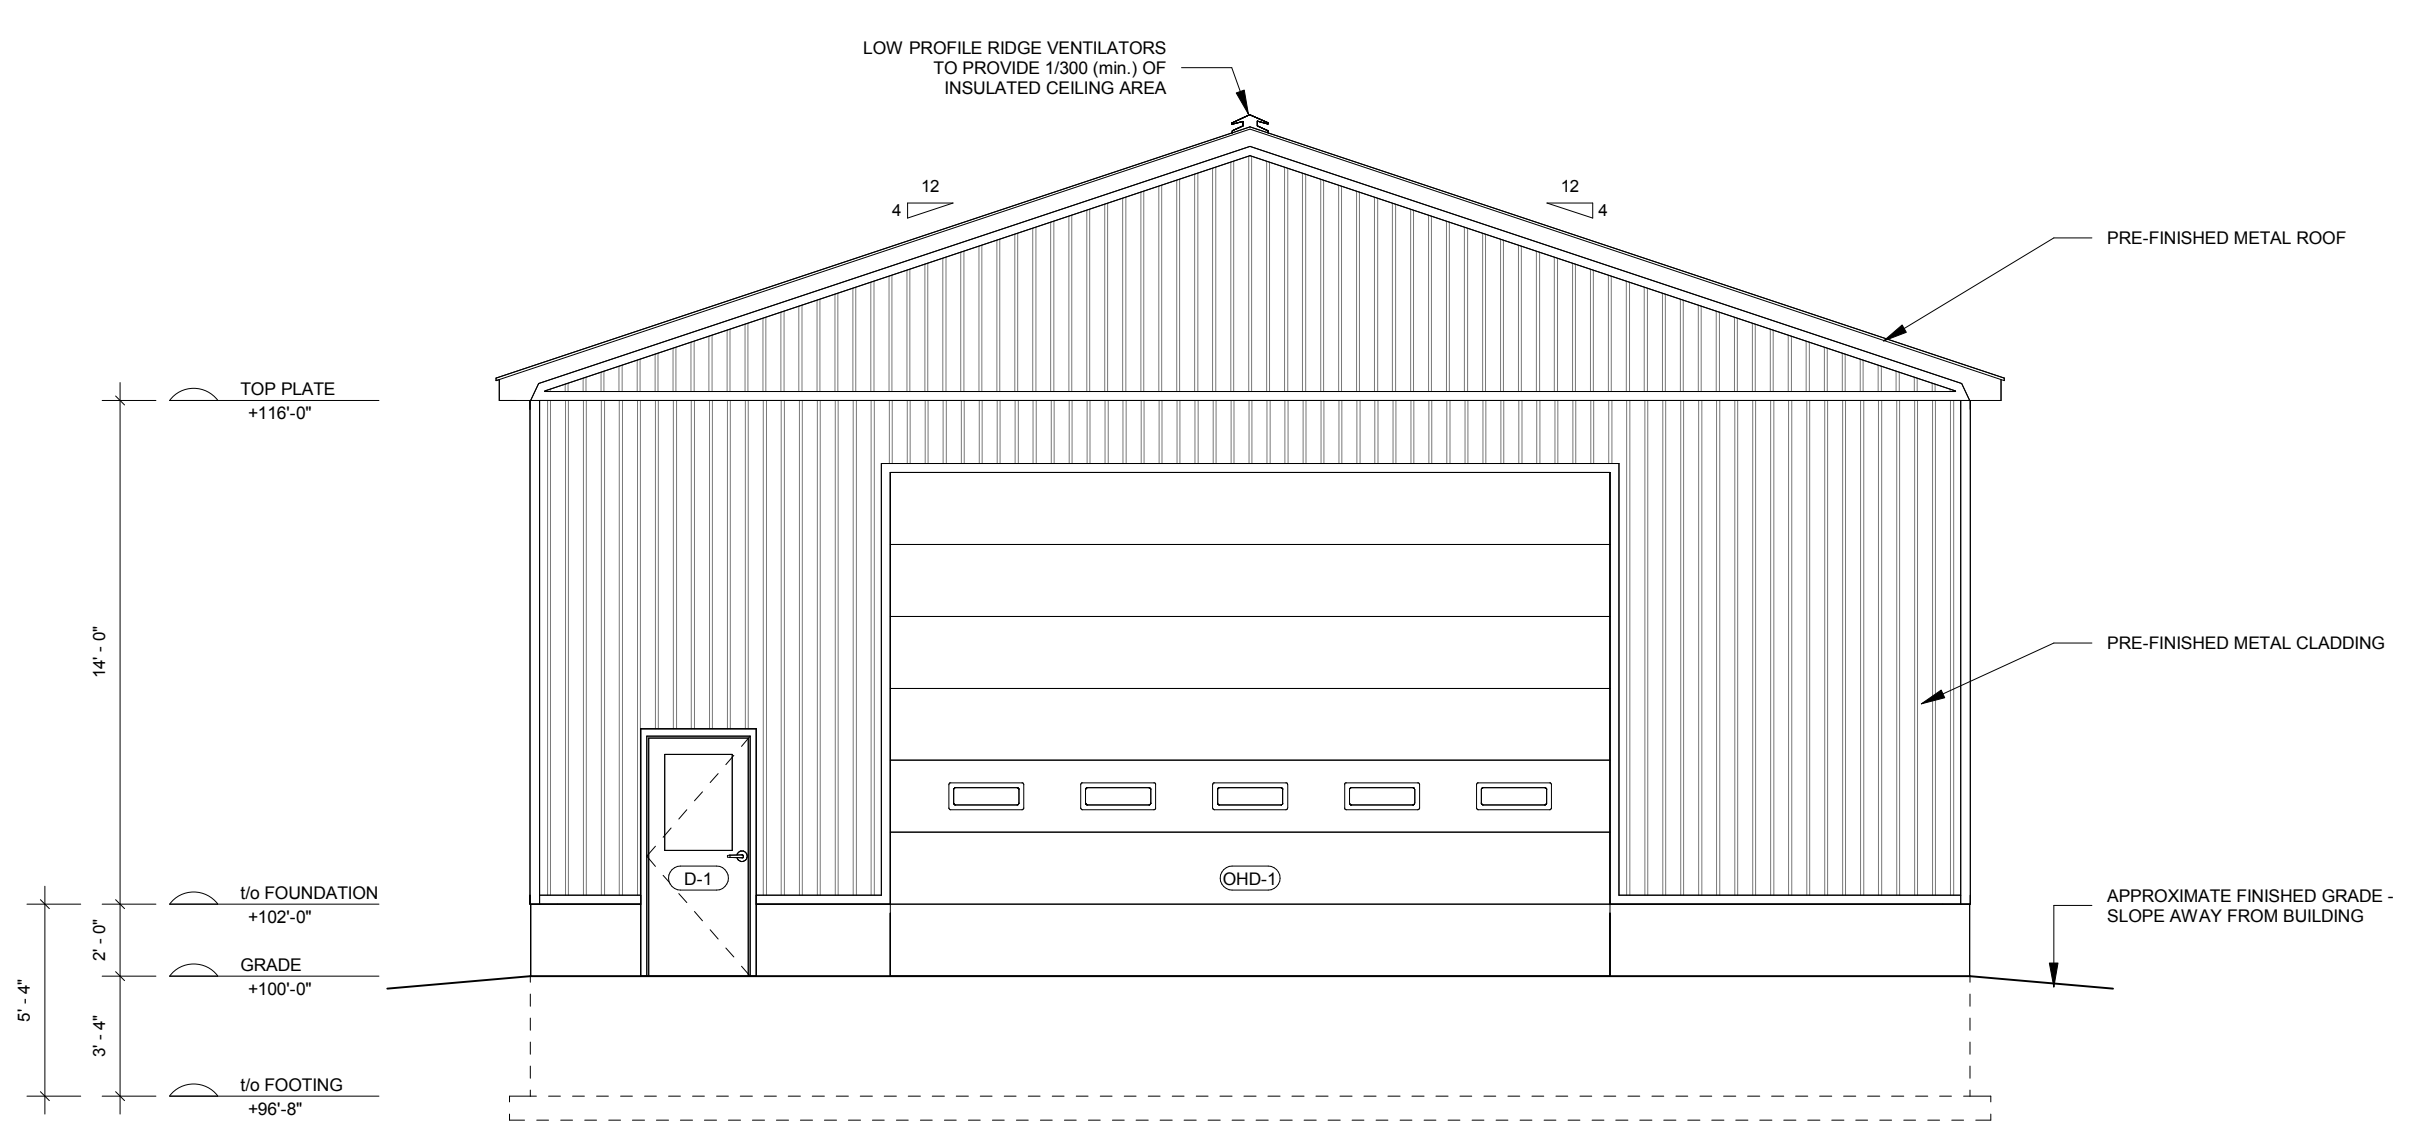 LOW PROFILE RIDGE VENTILATORS
TO PROVIDE 1/300 (min.) OF
INSULATED CEILING AREA
12
4
12
4
PRE-FINISHED METAL ROOF
TOP PLATE
+116'-0"
14' - 0"
PRE-FINISHED METAL CLADDING
D-1
OHD-1
t/o FOUNDATION
+102'-0"
APPROXIMATE FINISHED GRADE -
SLOPE AWAY FROM BUILDING
2' - 0"
GRADE
+100'-0"
5' - 4"
3' - 4"
t/o FOOTING
+96'-8"